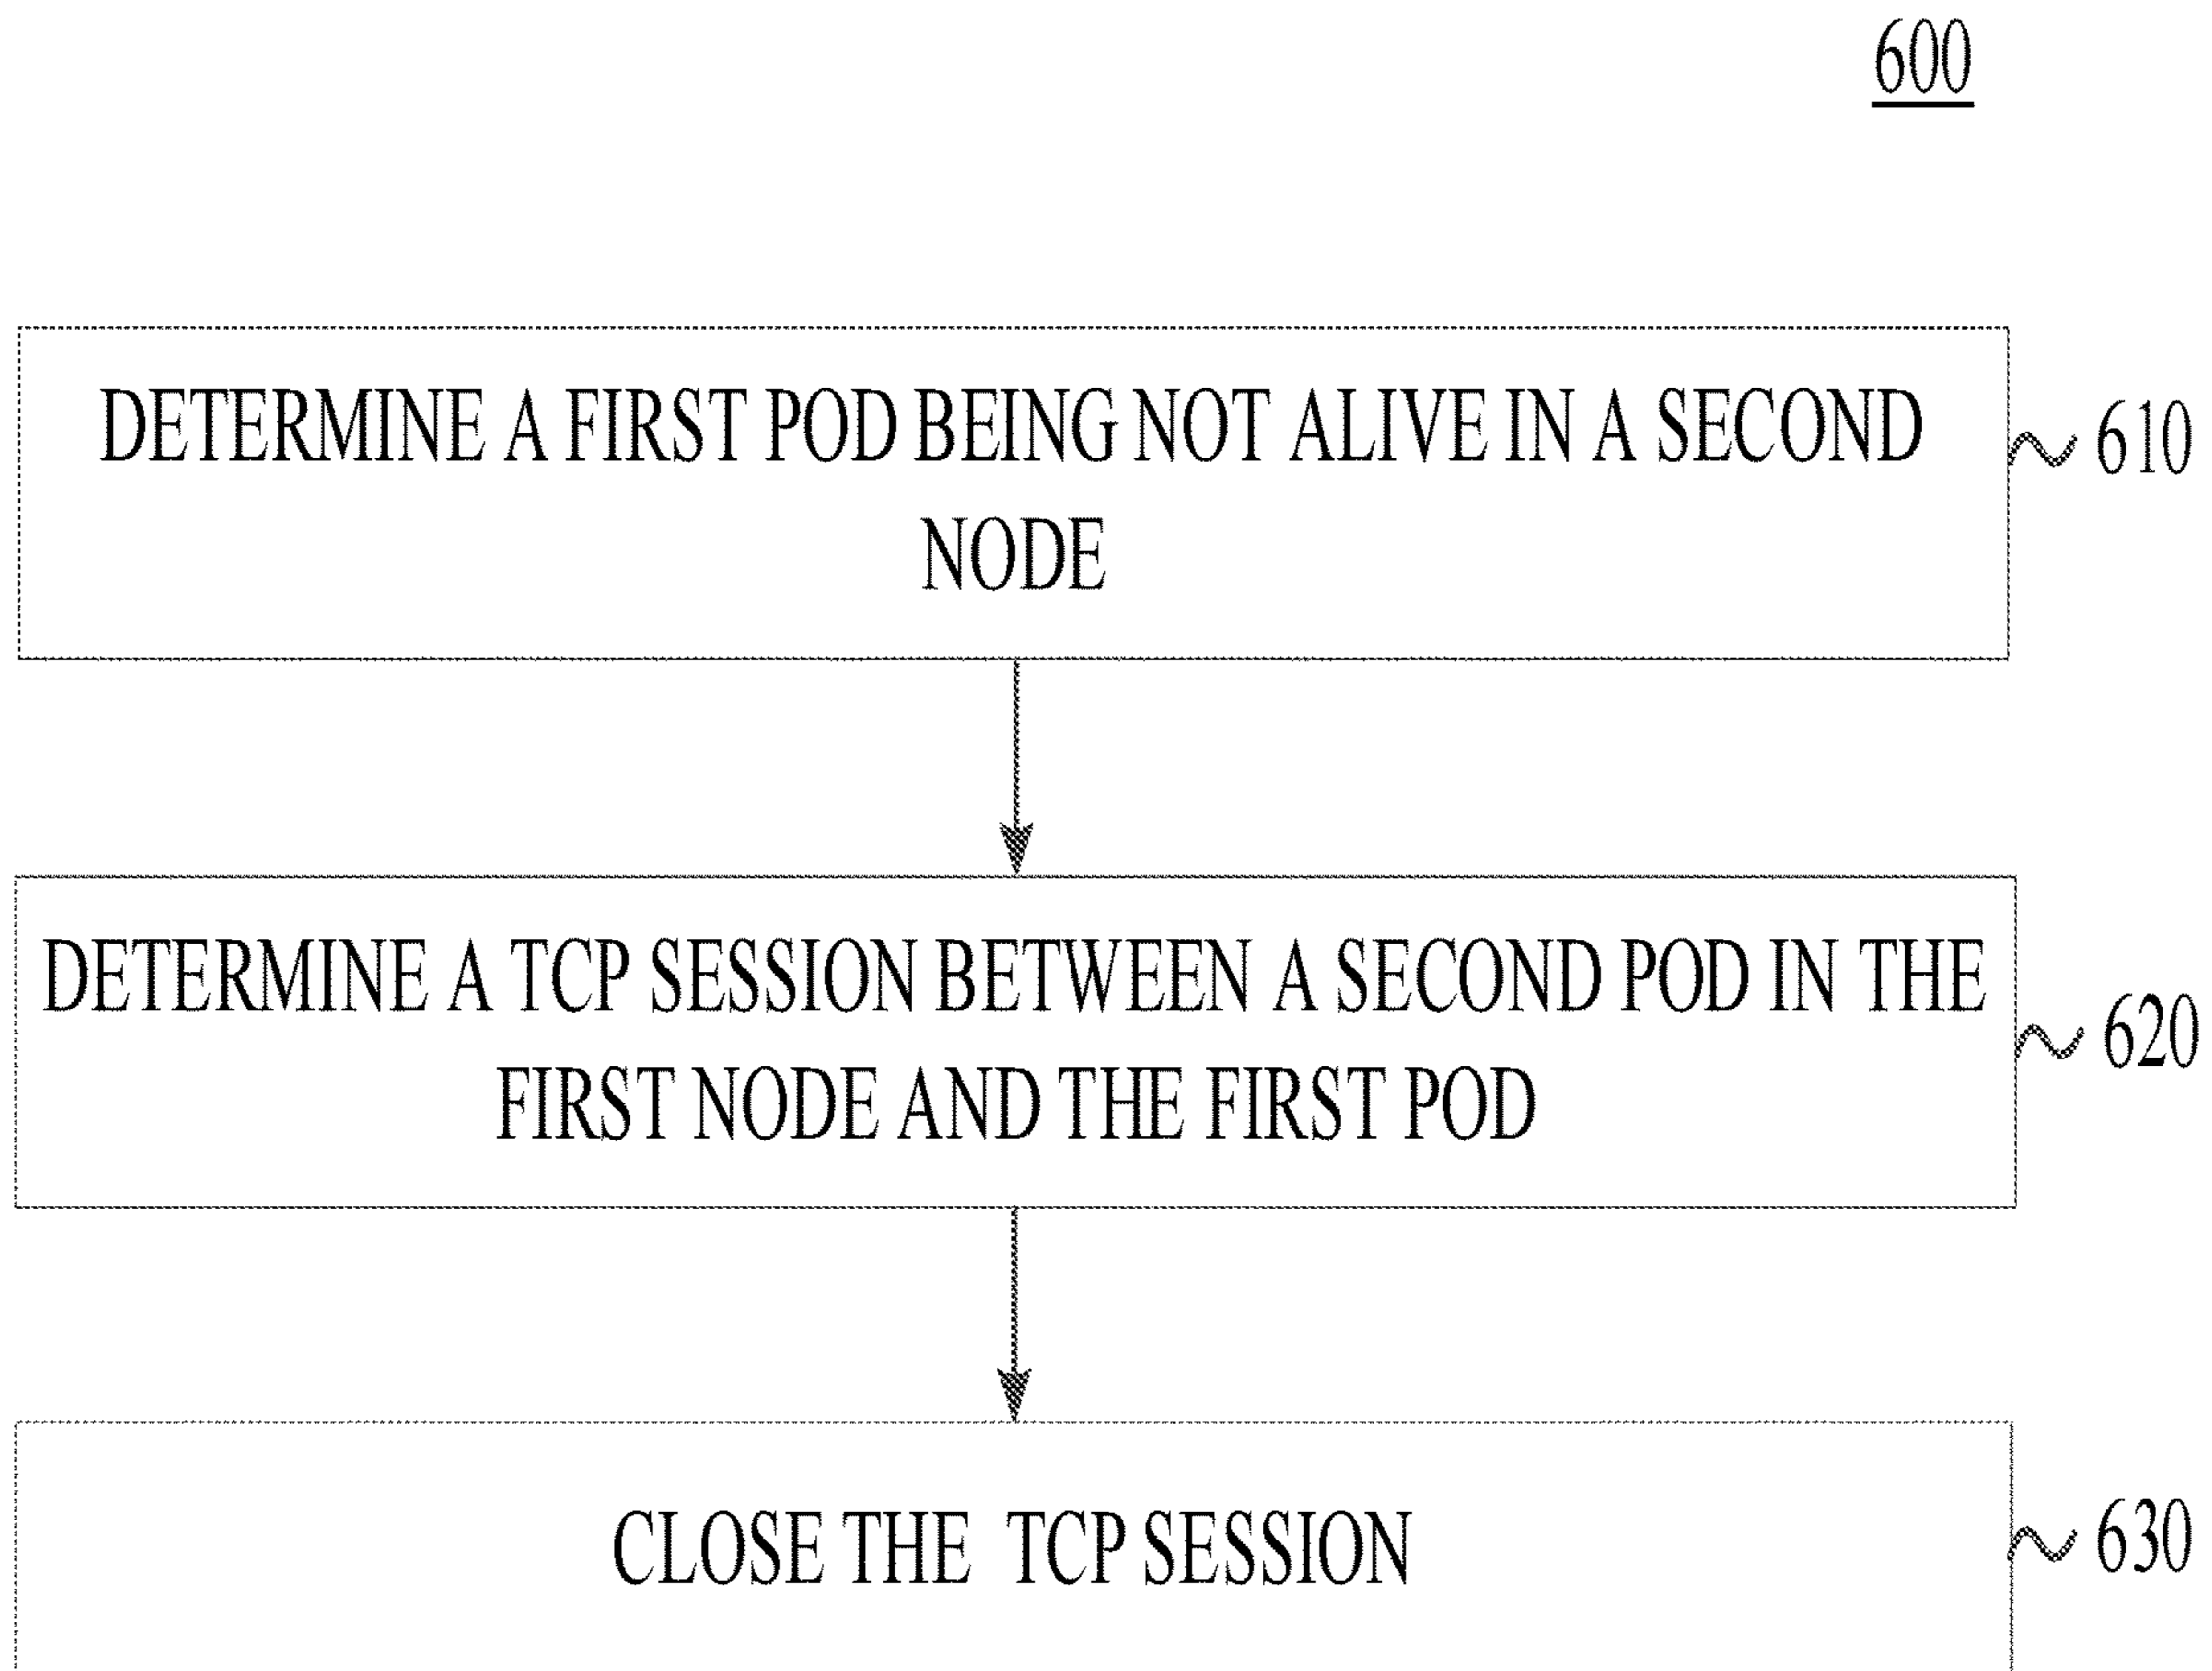 600
DETERMINE A FIRST POD BEING NOT ALIVE IN A SECOND
NODE
610
DETERMINE A TCP SESSION BETWEEN A SECOND POD IN THE
FIRST NODE AND THE FIRST POD
620
CLOSE THE TCP SESSION
630